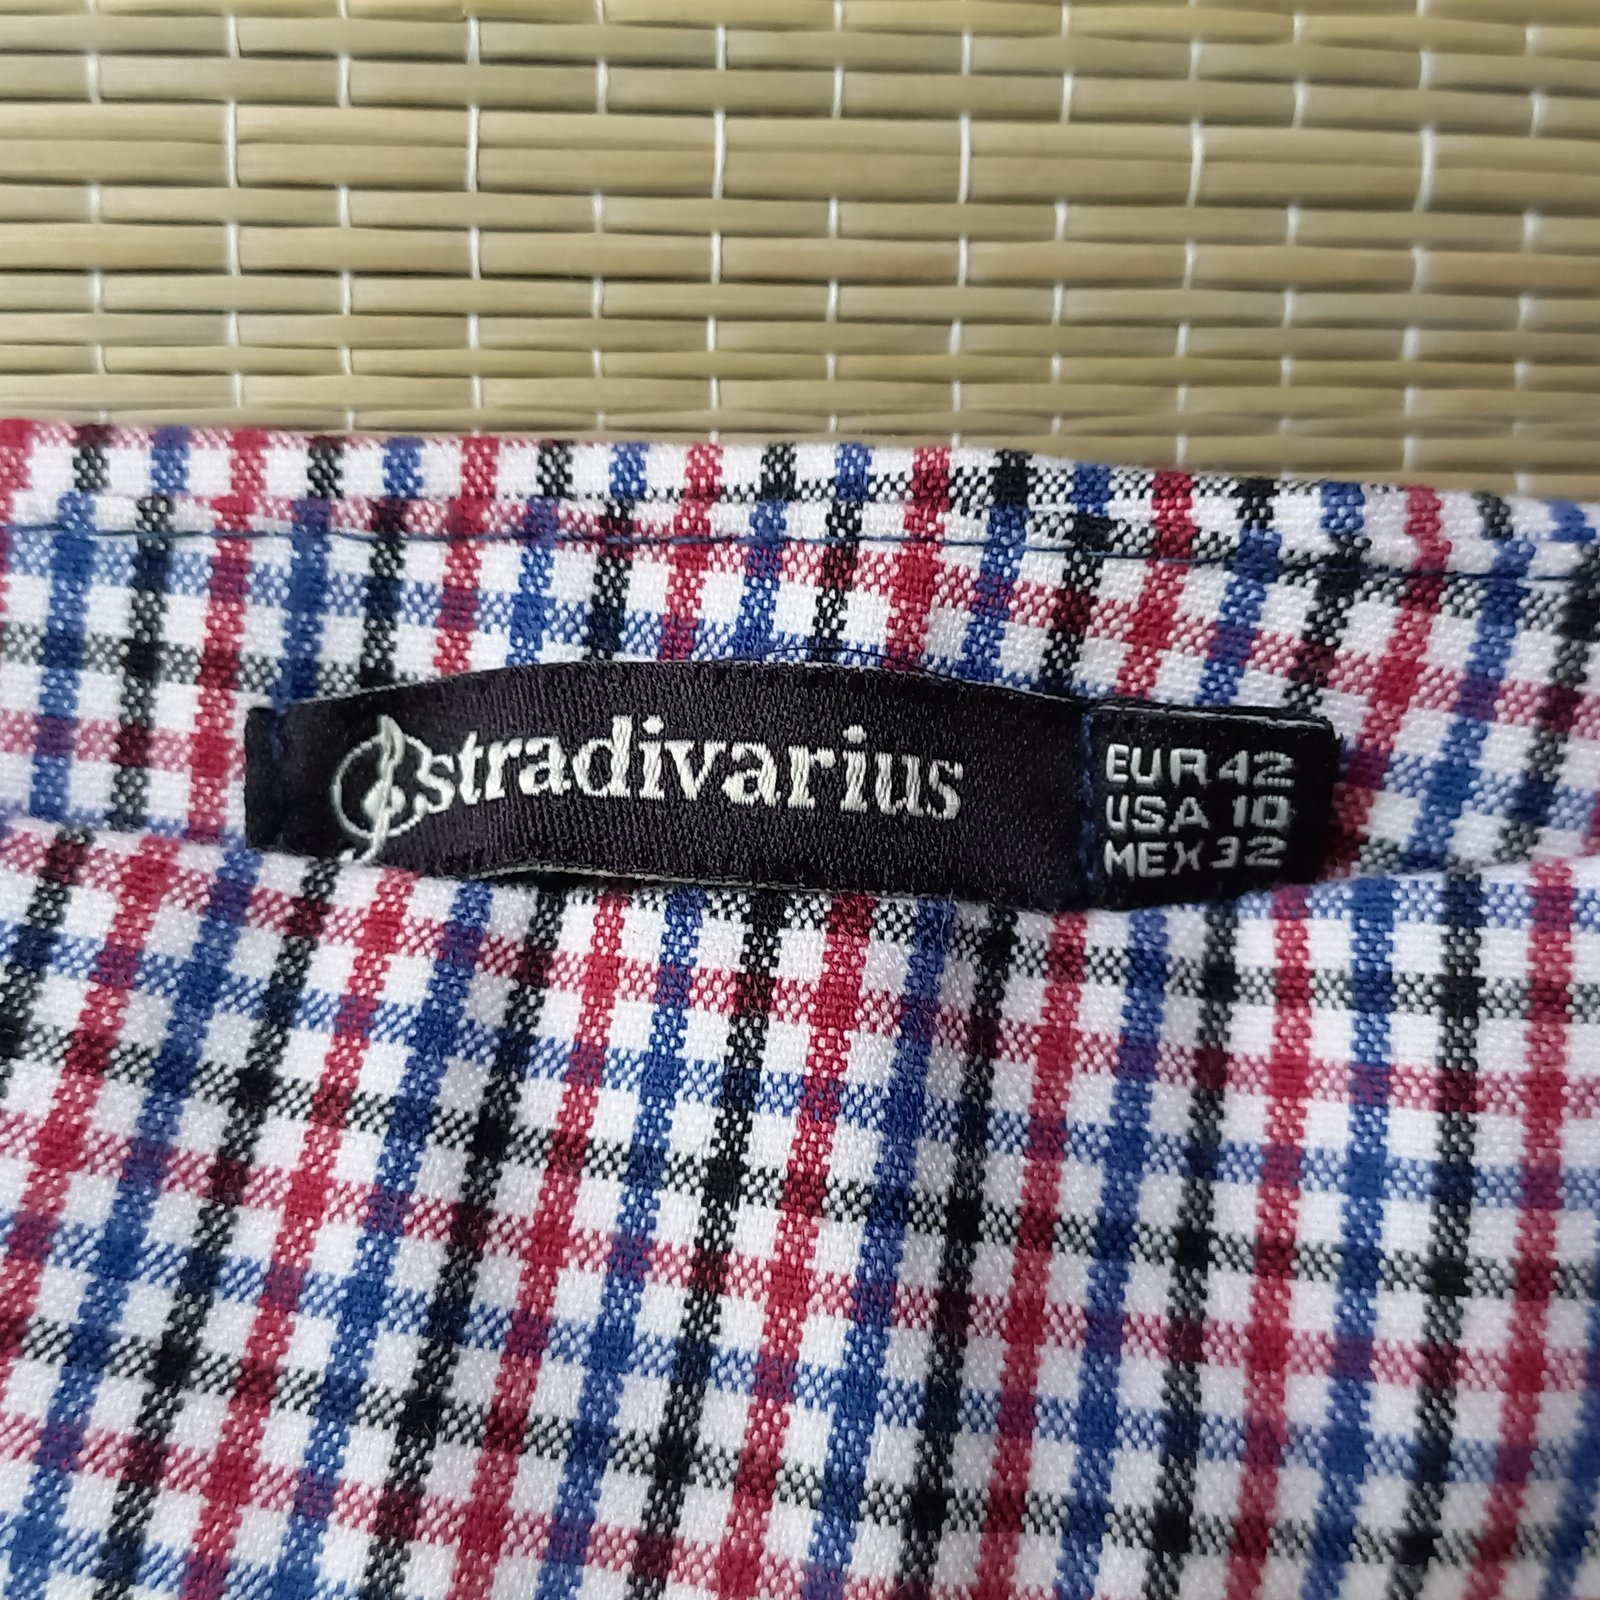 stradivarius
EUR 42
USA 10
MEX 32